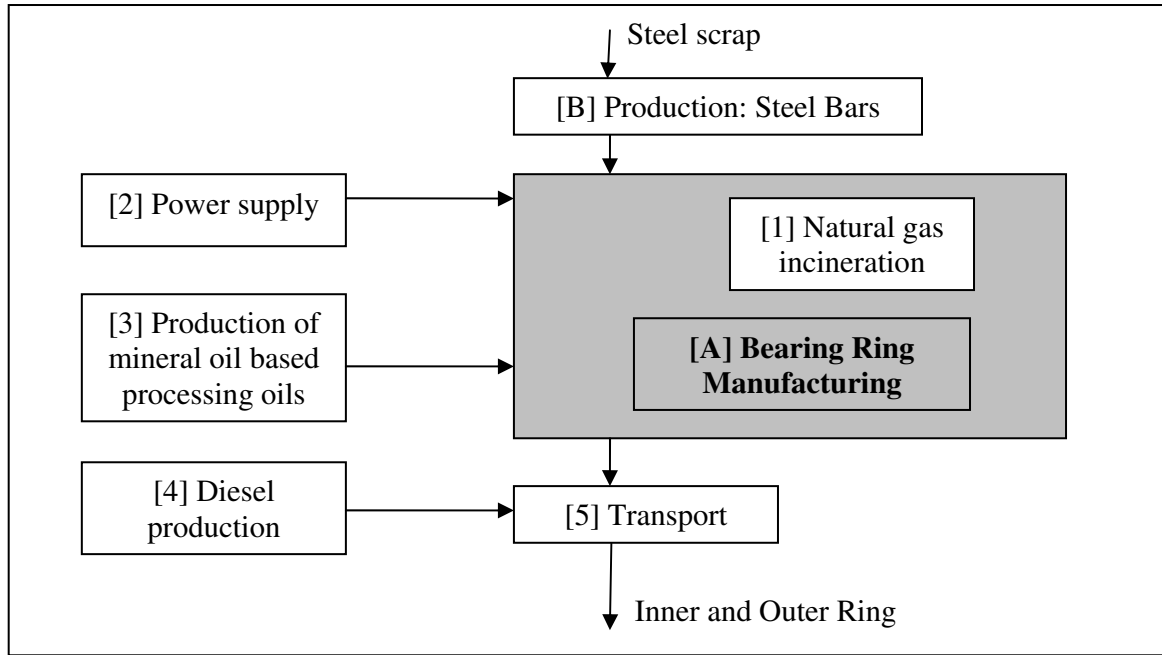 Steel scrap
[B] Production: Steel Bars
[2] Power supply
[1] Natural gas
incineration
[3] Production of
mineral oil based
processing oils
[A] Bearing Ring
Manufacturing
[4] Diesel
production
[5] Transport
Inner and Outer Ring